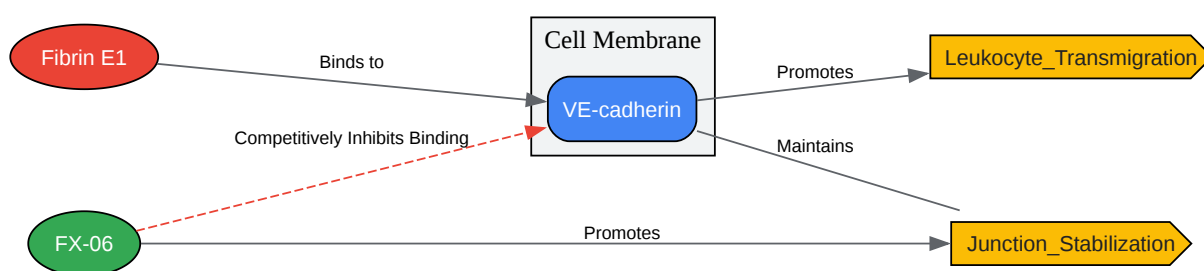 Cell Membrane
Fibrin E1
Binds to
VE-cadherin
Promotes
Leukocyte_Transmigration
Competitively Inhibits Binding
Maintains
FX-06
Promotes
Junction_Stabilization